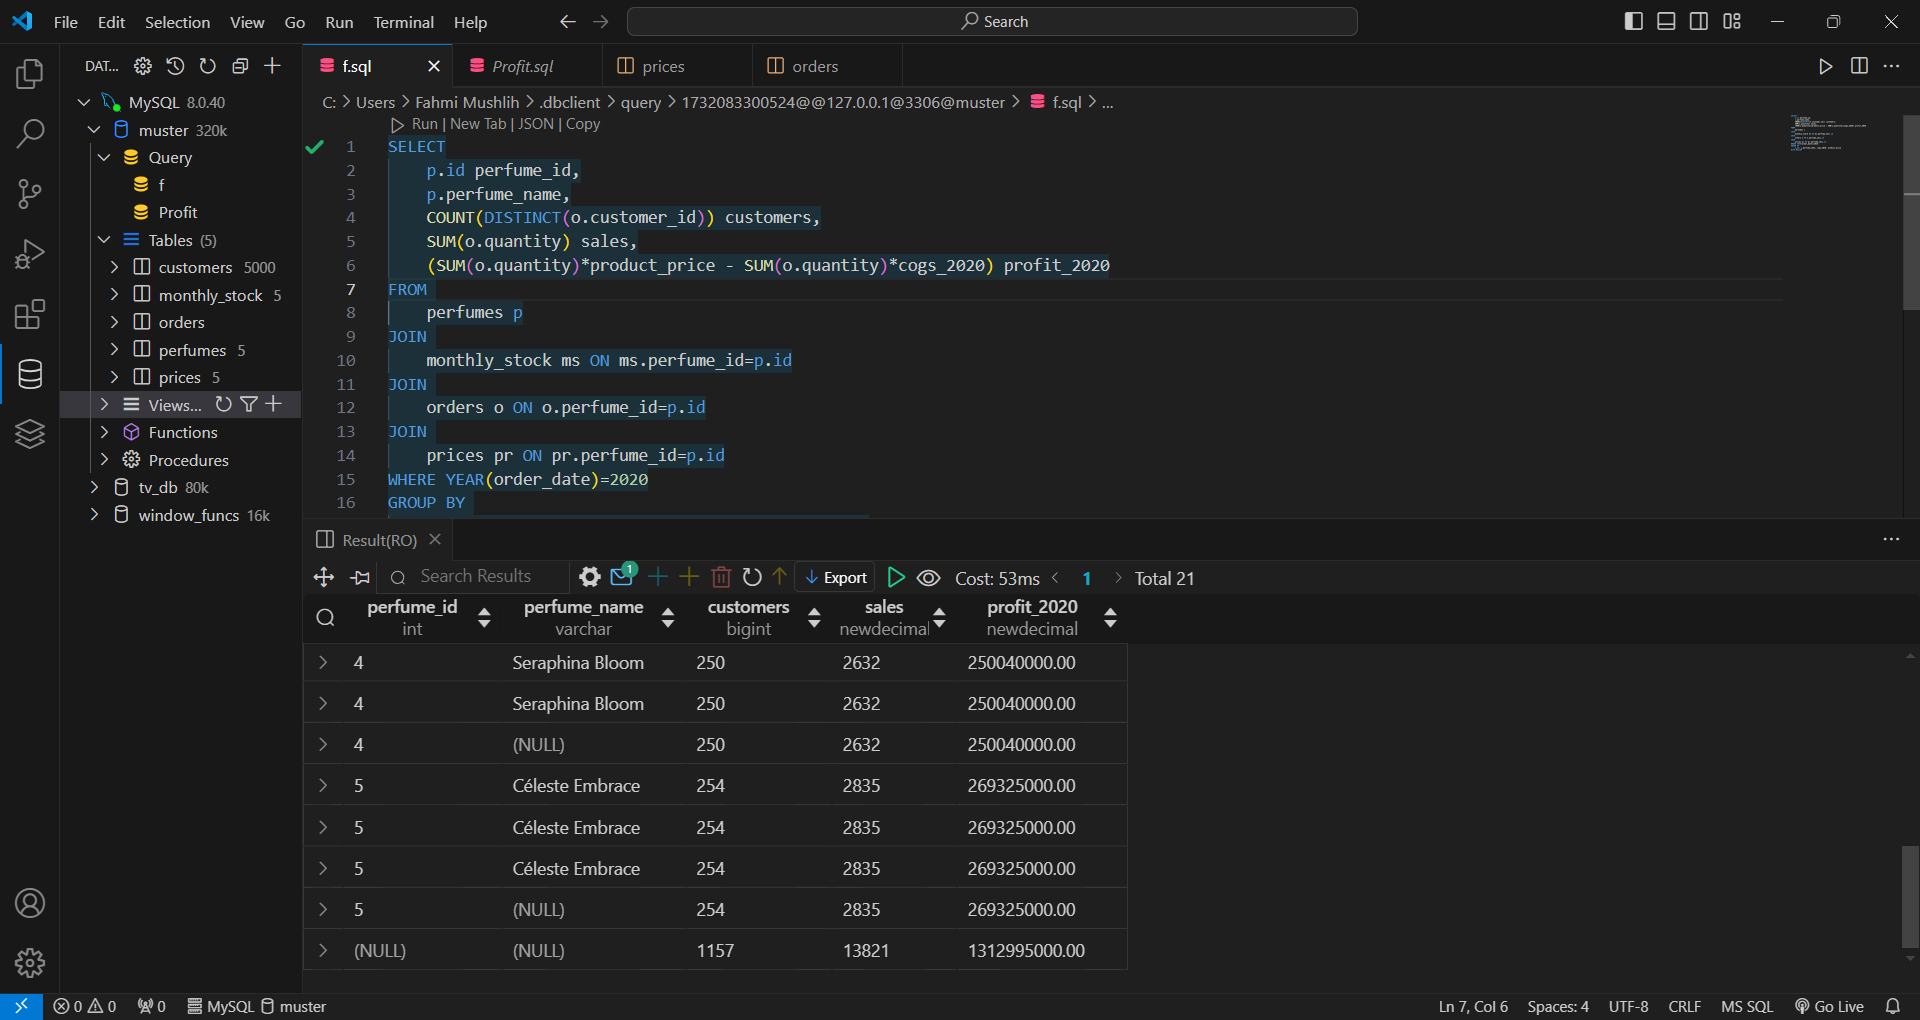 File Edit Selection View Go Run Terminal Help
Search
DAT...
MySQL 8.0.40
muster 320k
Query
f
Profit
Tables (5)
customers 5000
monthly_stock 5
orders
perfumes 5
prices 5
Views...
Functions
Procedures
tv_db 80k
window_funcs 16k
f.sql
Profit.sql
prices
orders
C: > Users > Fahmi Mushlih > .dbclient > query > 1732083300524@@127.0.0.1@3306@muster > f.sql > ...
Run | New Tab | JSON | Copy
1 SELECT
2 p.id perfume_id,
3 p.perfume_name,
4 COUNT(DISTINCT(o.customer_id)) customers,
5 SUM(o.quantity) sales,
6 (SUM(o.quantity)*product_price - SUM(o.quantity)*cogs_2020) profit_2020
7 FROM
8 perfumes p
9 JOIN
10 monthly_stock ms ON ms.perfume_id=p.id
11 JOIN
12 orders o ON o.perfume_id=p.id
13 JOIN
14 prices pr ON pr.perfume_id=p.id
15 WHERE YEAR(order_date)=2020
16 GROUP BY
Result(RO)
Search Results
1
Export
Cost: 53ms < 1 > Total 21
perfume_id perfume_name customers sales profit_2020
int varchar bigint newdecimal newdecimal
4 Seraphina Bloom 250 2632 250040000.00
4 Seraphina Bloom 250 2632 250040000.00
4 (NULL) 250 2632 250040000.00
5 Céleste Embrace 254 2835 269325000.00
5 Céleste Embrace 254 2835 269325000.00
5 Céleste Embrace 254 2835 269325000.00
5 (NULL) 254 2835 269325000.00
(NULL) (NULL) 1157 13821 1312995000.00
0 0 0 MySQL muster
Ln 7, Col 6 Spaces: 4 UTF-8 CRLF MS SQL Go Live